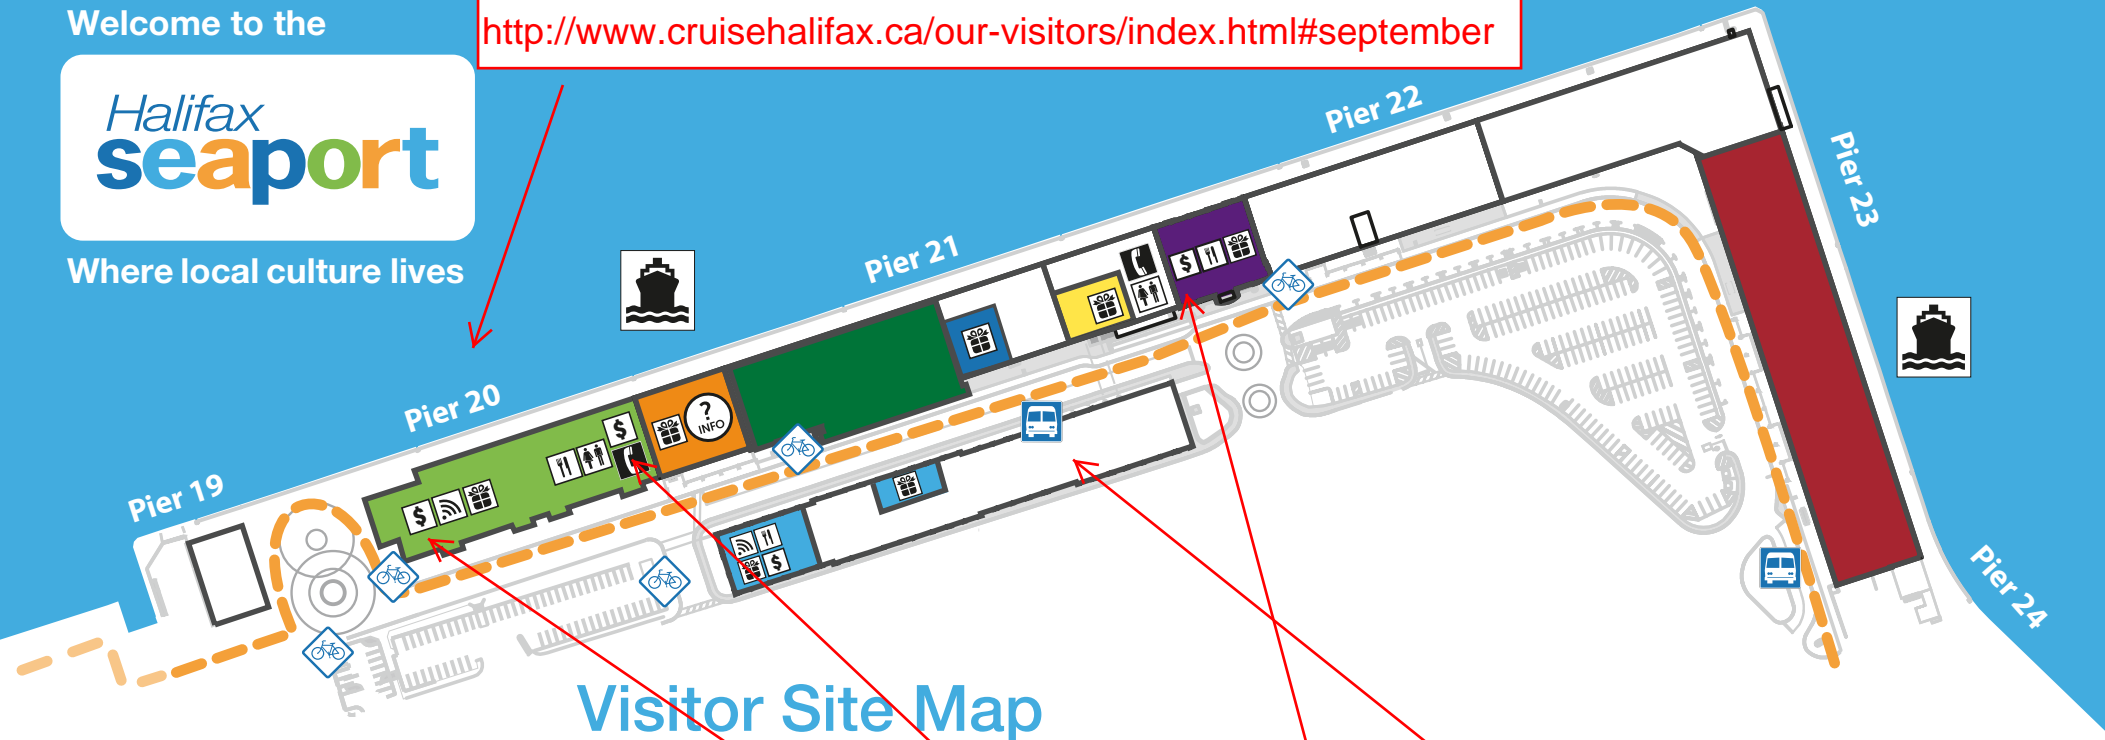 Welcome to the
http://www.cruisehalifax.ca/our-visitors/index.html#september
Halifax
seaport
Where local culture lives
Pier 19
Pier 20
Pier 21
Pier 22
Pier 23
Pier 24
$
$
?
INFO
$
$
Visitor Site Map